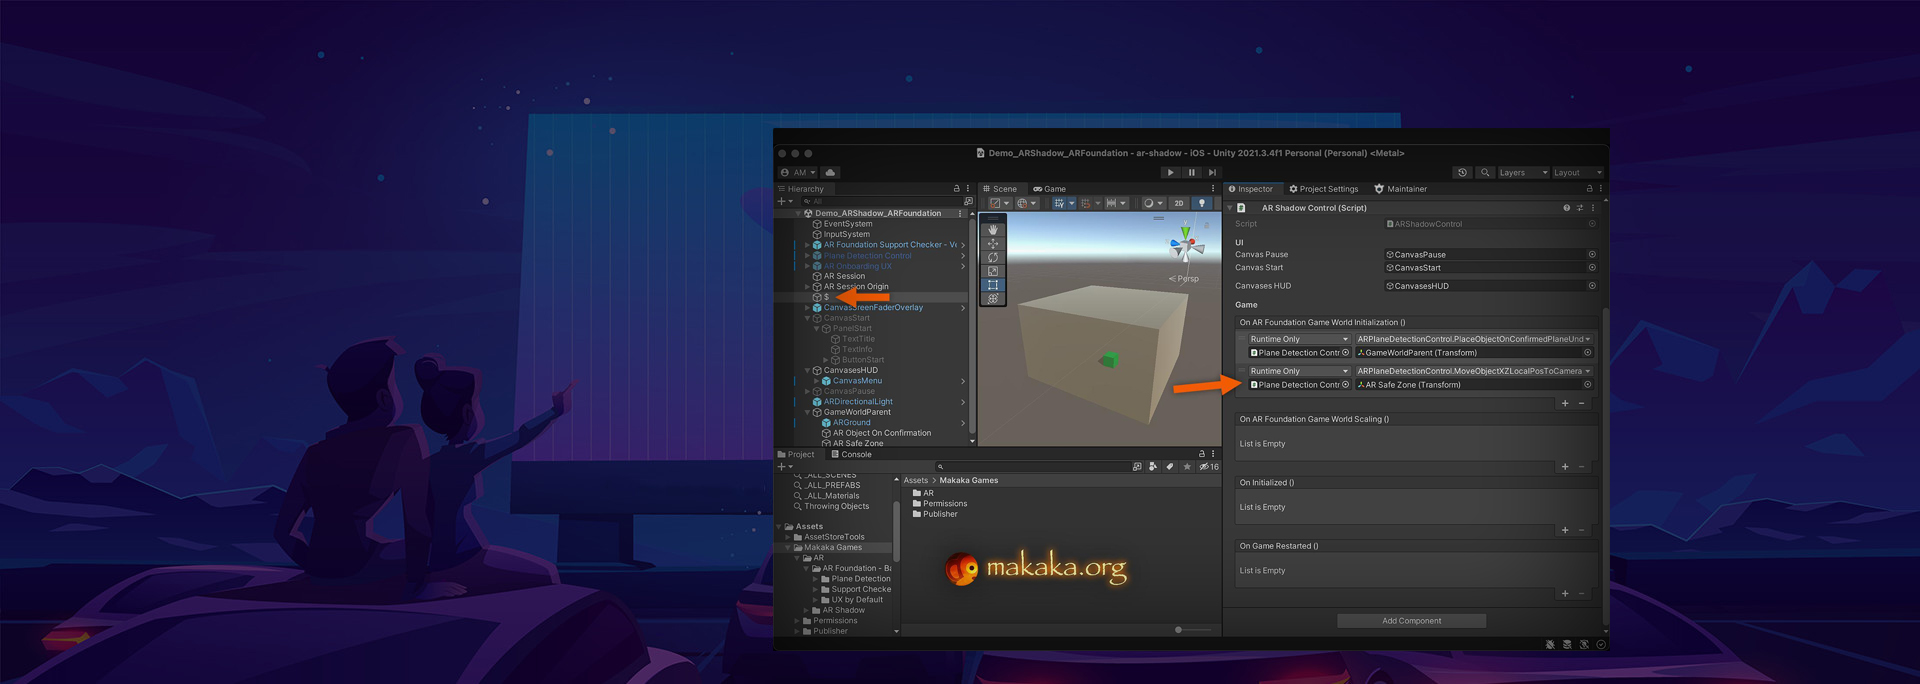 Demo_ARShadow_ARFoundation - ar-shadow - iOS - Unity 2021.3.4f1 Personal (Personal) <Metal>
AM
Layers
Layout
Hierarchy
All
Demo_ARShadow_ARFoundation
EventSystem
InputSystem
AR Foundation Support Checker - Ve
Plane Detection Control
AR Onboarding UX
AR Session
AR Session Origin
$
CanvasScreenFaderOverlay
CanvasStart
PanelStart
TextTitle
TextInfo
ButtonStart
CanvasesHUD
CanvasMenu
CanvasPause
ARDirectionalLight
GameWorldParent
ARGround
AR Object On Confirmation
AR Safe Zone
Scene
Game
2D
Persp
Inspector
Project Settings
Maintainer
AR Shadow Control (Script)
Script
ARShadowControl
UI
Canvas Pause
CanvasPause
Canvas Start
CanvasStart
Canvases HUD
CanvasesHUD
Game
On AR Foundation Game World Initialization ()
Runtime Only
ARPlaneDetectionControl.PlaceObjectOnConfirmedPlaneUnd
Plane Detection Contr
GameWorldParent (Transform)
Runtime Only
ARPlaneDetectionControl.MoveObjectXZLocalPosToCamera
Plane Detection Contr
AR Safe Zone (Transform)
On AR Foundation Game World Scaling ()
List is Empty
On Initialized ()
List is Empty
On Game Restarted ()
List is Empty
Add Component
Project
Console
16
_ALL_SCENES
_ALL_PREFABS
_ALL_Materials
Throwing Objects
Assets
AssetStoreTools
Makaka Games
AR
AR Foundation - Ba
Plane Detection
Support Checke
UX by Default
AR Shadow
Permissions
Publisher
Assets > Makaka Games
AR
Permissions
Publisher
makaka.org